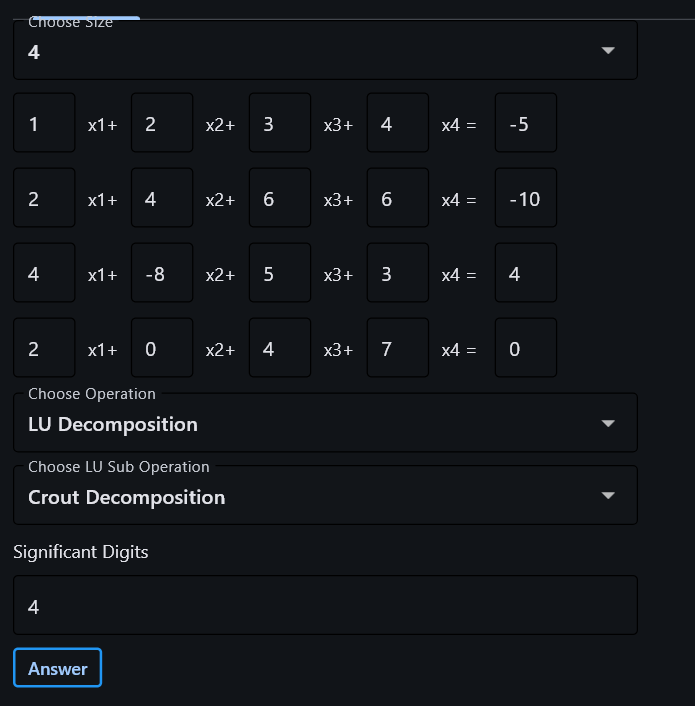 Choose Size
4
1 x1+ 2 x2+ 3 x3+ 4 x4 = -5
2 x1+ 4 x2+ 6 x3+ 6 x4 = -10
4 x1+ -8 x2+ 5 x3+ 3 x4 = 4
2 x1+ 0 x2+ 4 x3+ 7 x4 = 0
Choose Operation
LU Decomposition
Choose LU Sub Operation
Crout Decomposition
Significant Digits
4
Answer